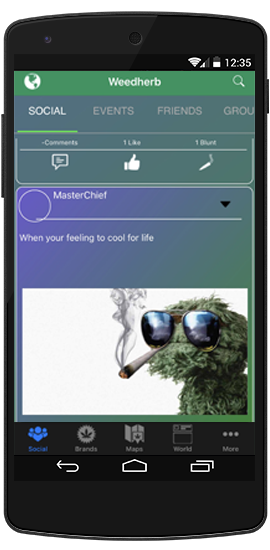 12:35
Weedherb
SOCIAL EVENTS FRIENDS GROU
-Comments 1 Like 1 Blunt
MasterChief
When your feeling to cool for life
Social Brands Maps World More